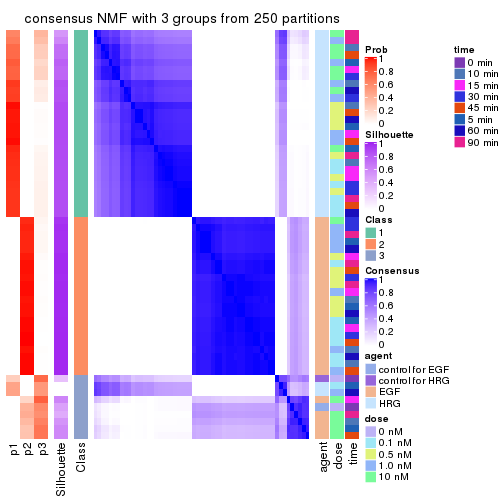 consensus NMF with 3 groups from 250 partitions
p1
p2
p3
Silhouette
Class
agent
dose
time
Prob
1
0.8
0.6
0.4
0.2
0
Silhouette
1
0.8
0.6
0.4
0.2
0
Class
1
2
3
Consensus
1
0.8
0.6
0.4
0.2
0
agent
control for EGF
control for HRG
EGF
HRG
dose
0 nM
0.1 nM
0.5 nM
1.0 nM
10 nM
time
0 min
10 min
15 min
30 min
45 min
5 min
60 min
90 min